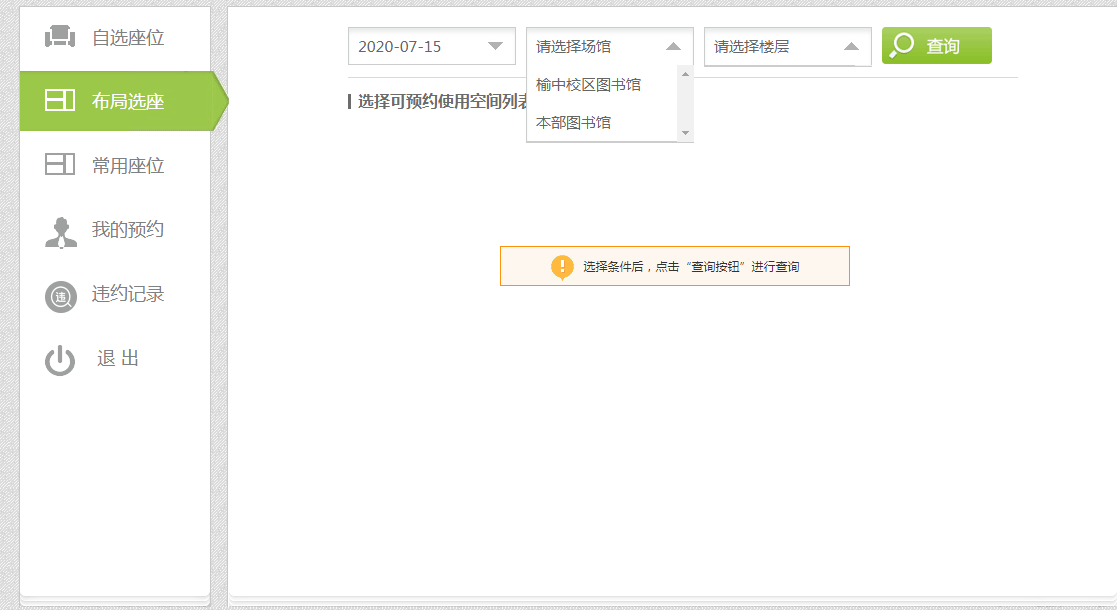 自选座位
布局选座
常用座位
我的预约
违
违约记录
退 出
2020-07-15
请选择场馆
请选择楼层
查询
榆中校区图书馆
本部图书馆
选择可预约使用空间列表
选择条件后，点击“查询按钮”进行查询